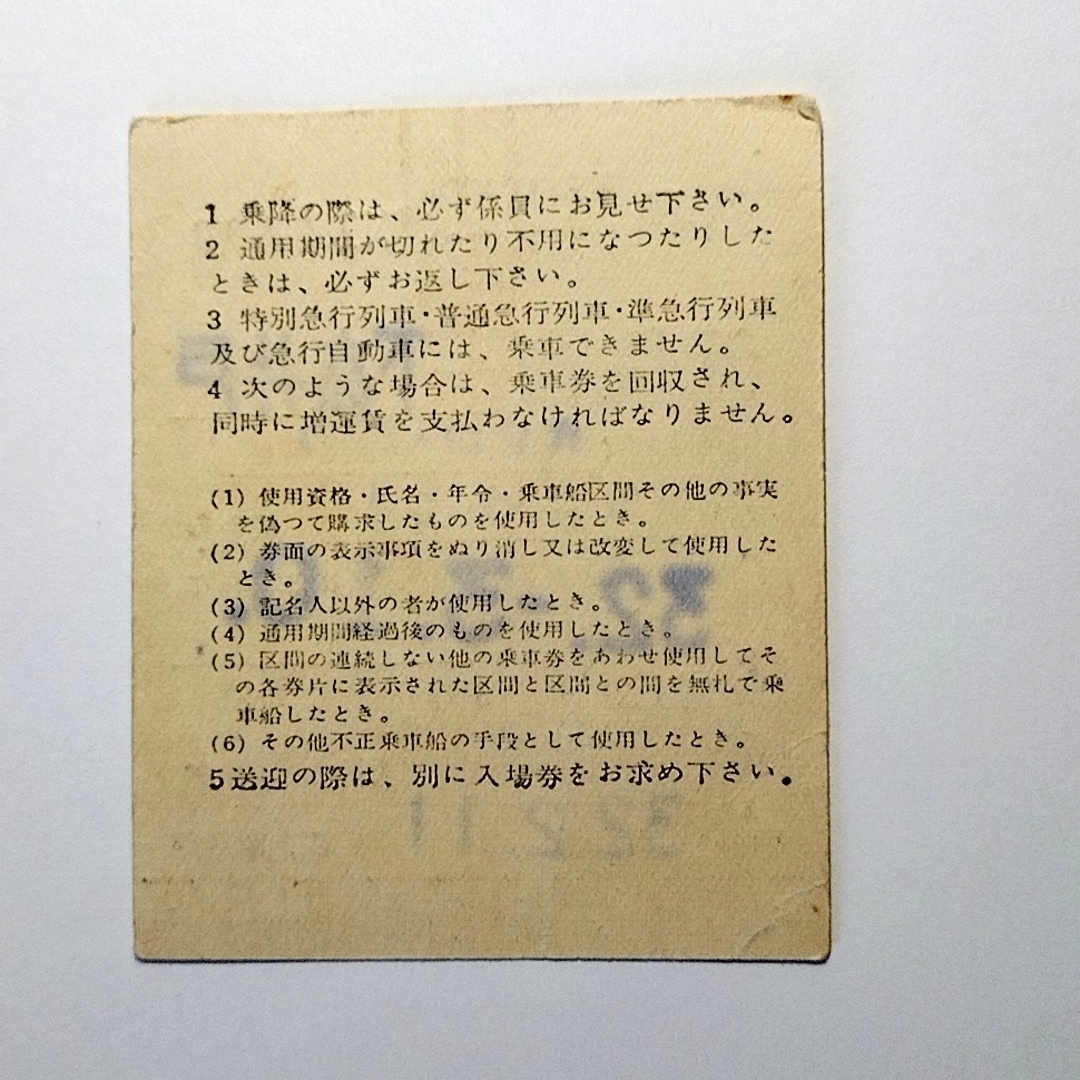 1 乗降の際は、必ず係員にお見せ下さい。
2 通用期間が切れたり不用になつたりした
ときは、必ずお返し下さい。
3 特別急行列車・普通急行列車・準急行列車
及び急行自動車には、乗車できません。
4 次のような場合は、乗車券を回収され、
同時に増運賃を支払わなければなりません。
(1) 使用資格・氏名・年令・乗車船区間その他の事実
を偽つて購求したものを使用したとき。
(2) 券面の表示事項をぬり消し又は改変して使用した
とき。
(3) 記名人以外の者が使用したとき。
(4) 通用期間経過後のものを使用したとき。
(5) 区間の連続しない他の乗車券をあわせ使用してそ
の各券片に表示された区間と区間との間を無札で乗
車船したとき。
(6) その他不正乗車船の手段として使用したとき。
5 送迎の際は、別に入場券をお求め下さい。